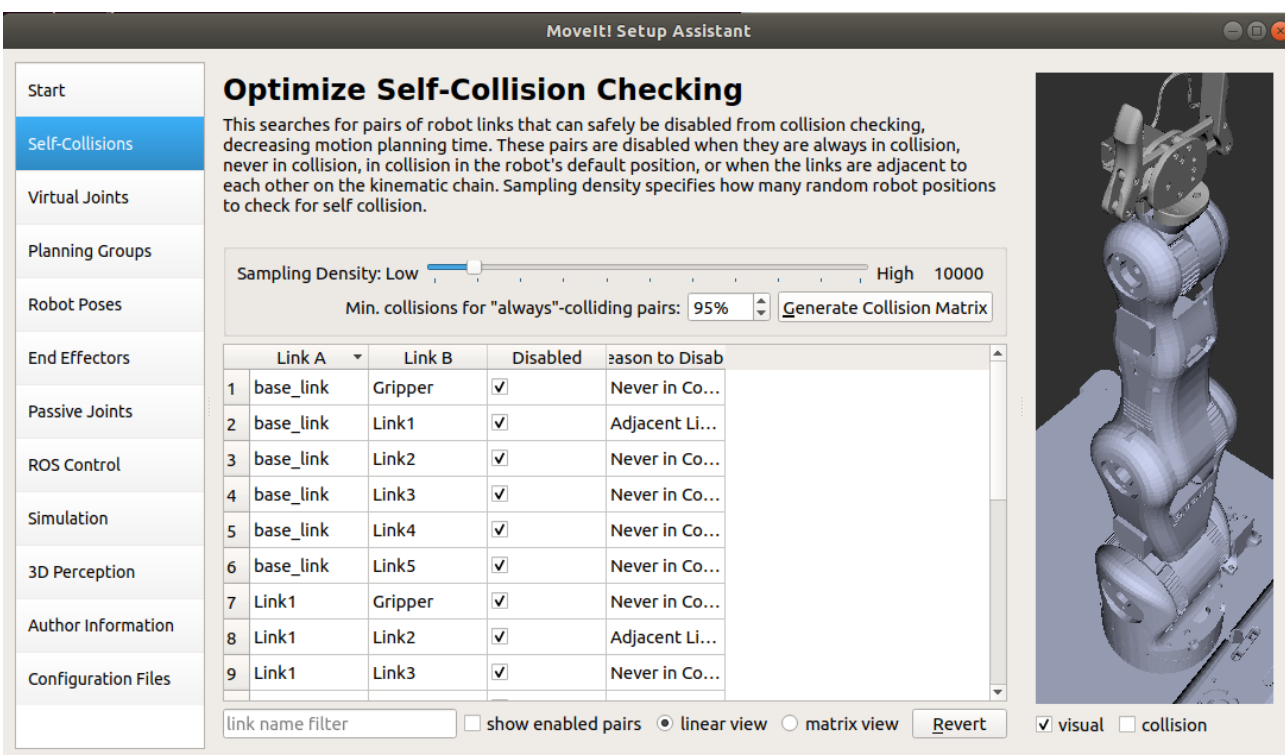 MoveIt! Setup Assistant
Start
Self-Collisions
Virtual Joints
Planning Groups
Robot Poses
End Effectors
Passive Joints
ROS Control
Simulation
3D Perception
Author Information
Configuration Files
Optimize Self-Collision Checking
This searches for pairs of robot links that can safely be disabled from collision checking,
decreasing motion planning time. These pairs are disabled when they are always in collision,
never in collision, in collision in the robot's default position, or when the links are adjacent to
each other on the kinematic chain. Sampling density specifies how many random robot positions
to check for self collision.
Sampling Density: Low High 10000
Min. collisions for "always"-colliding pairs: 95% Generate Collision Matrix
Link A Link B Disabled eason to Disab
1 base_link Gripper Never in Co...
2 base_link Link1 Adjacent Li...
3 base_link Link2 Never in Co...
4 base_link Link3 Never in Co...
5 base_link Link4 Never in Co...
6 base_link Link5 Never in Co...
7 Link1 Gripper Never in Co...
8 Link1 Link2 Adjacent Li...
9 Link1 Link3 Never in Co...
link name filter show enabled pairs linear view matrix view Revert
visual collision